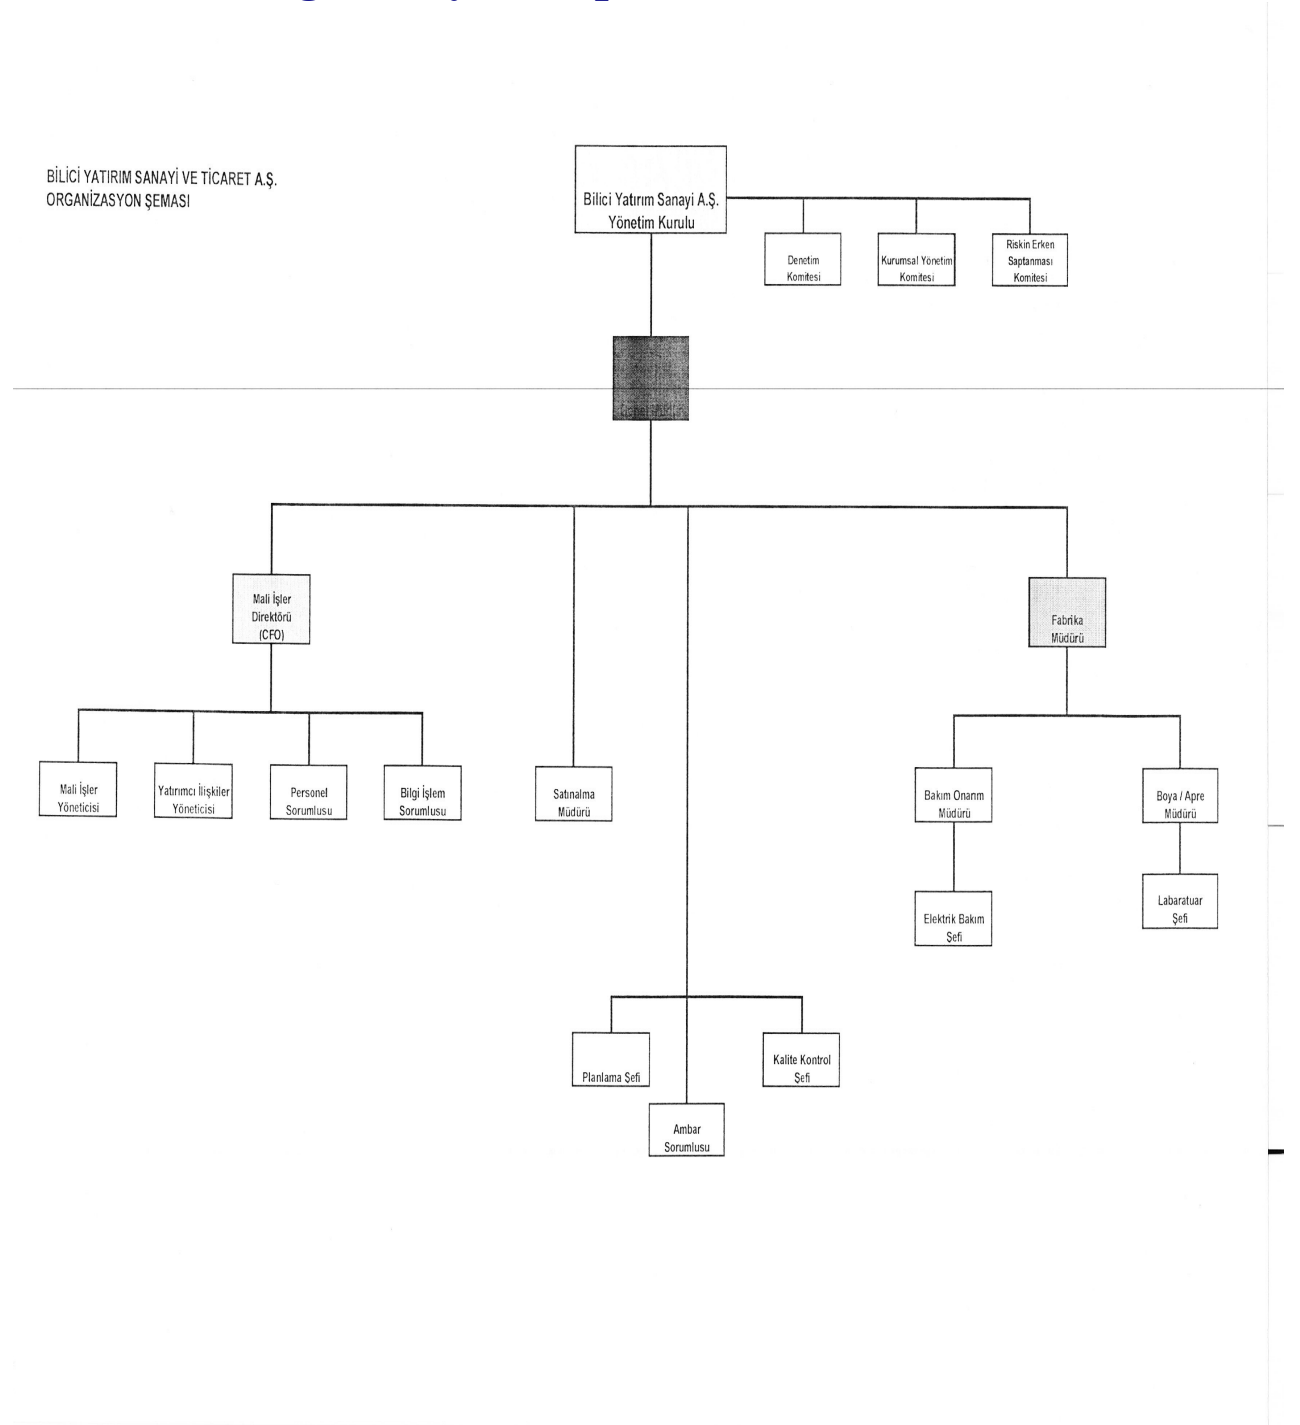 BİLİCİ YATIRIM SANAYİ VE TİCARET A.Ş.
ORGANİZASYON ŞEMASI
Bilici Yatırım Sanayi A.Ş.
Yönetim Kurulu
Denetim
Komitesi
Kurumsal Yönetim
Komitesi
Riskin Erken
Saptanması
Komitesi
Mali İşler
Direktörü
(CFO)
Fabrika
Müdürü
Mali İşler
Yöneticisi
Yatırımcı İlişkiler
Yöneticisi
Personel
Sorumlusu
Bilgi İşlem
Sorumlusu
Satınalma
Müdürü
Bakım Onarım
Müdürü
Boya / Apre
Müdürü
Elektrik Bakım
Şefi
Labaratuar
Şefi
Planlama Şefi
Kalite Kontrol
Şefi
Ambar
Sorumlusu